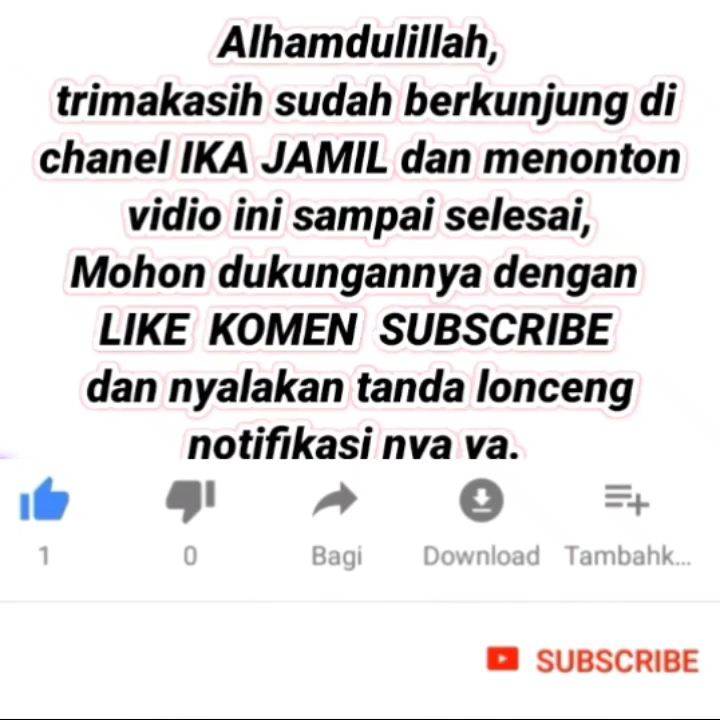 Alhamdulillah,
trimakasih sudah berkunjung di
chanel IKA JAMIL dan menonton
vidio ini sampai selesai,
Mohon dukungannya dengan
LIKE KOMEN SUBSCRIBE
dan nyalakan tanda lonceng
notifikasi nya ya.
1 0 Bagi Download Tambahk...
SUBSCRIBE